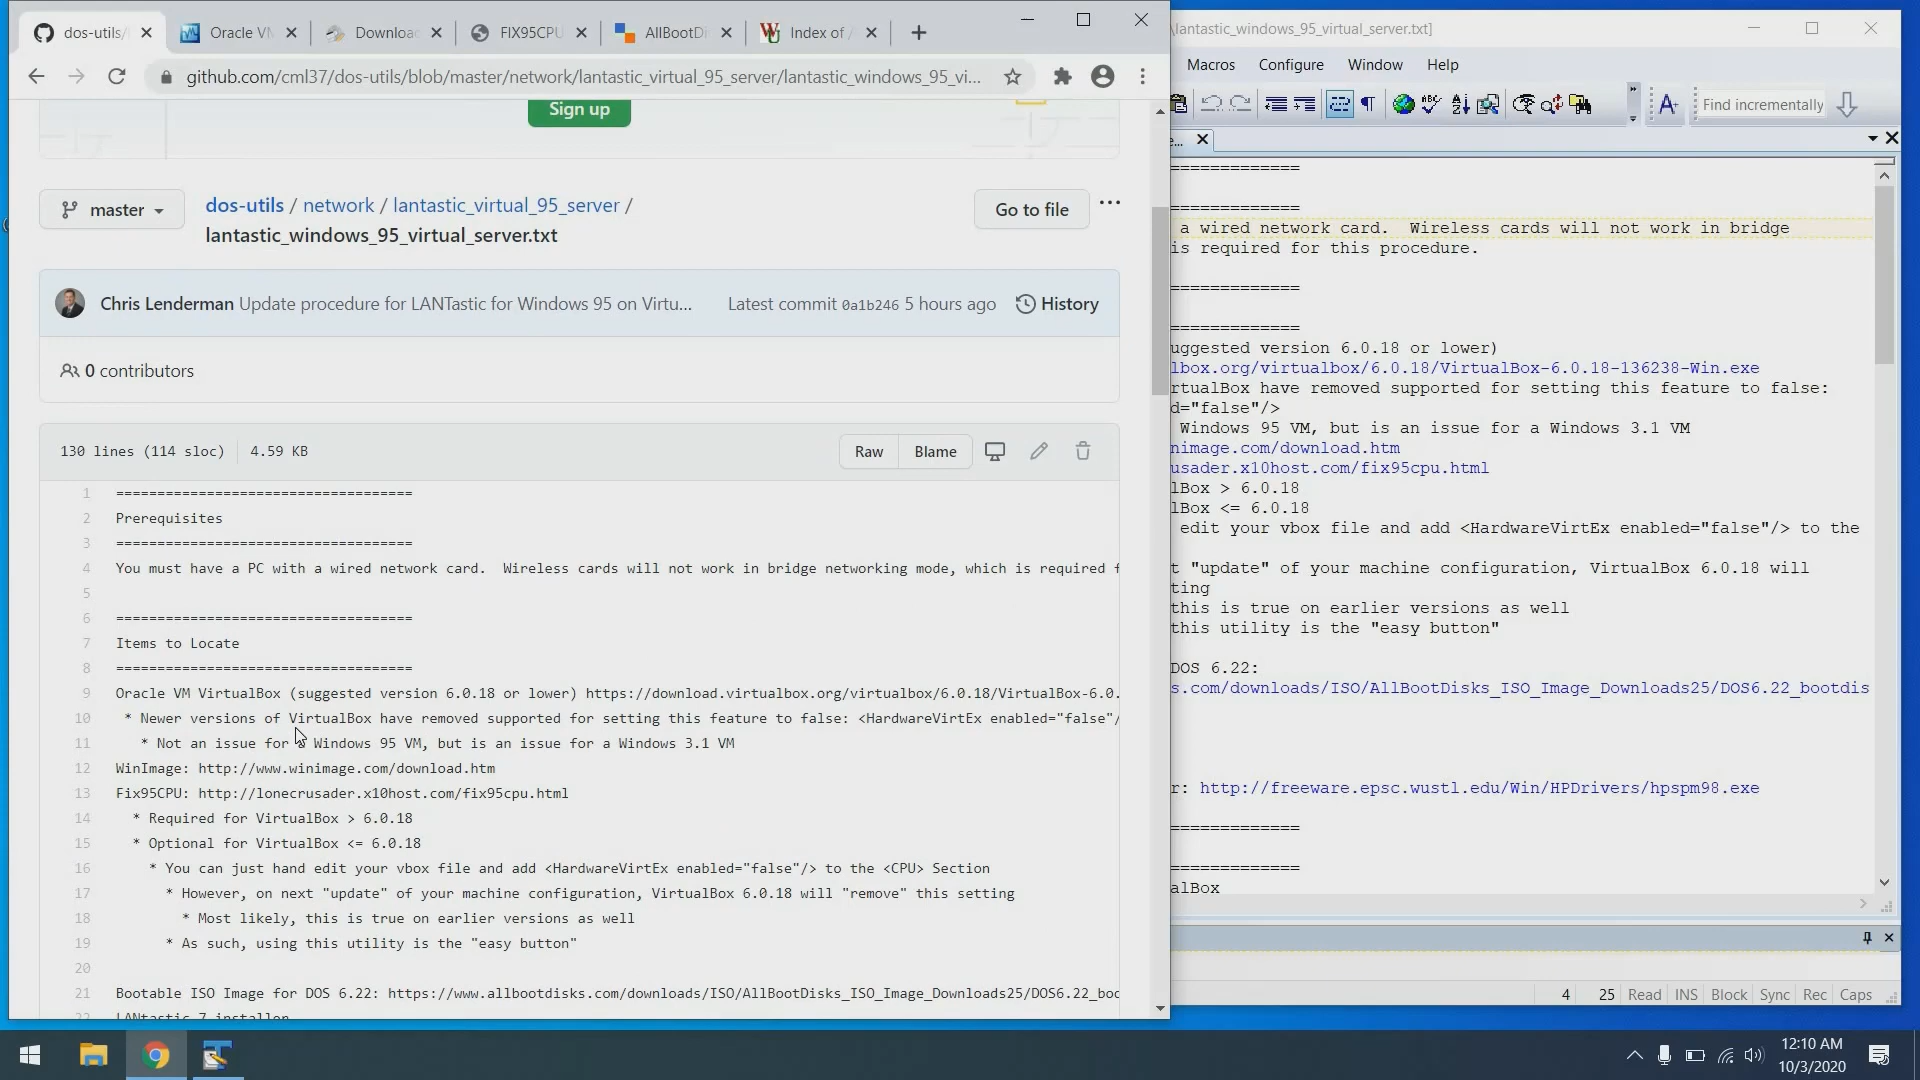 dos-utils/
Oracle VM
Download
FIX95CPU
AllBootDi
Index of /
lantastic_windows_95_virtual_server.txt]
github.com/cml37/dos-utils/blob/master/network/lantastic_virtual_95_server/lantastic_windows_95_vi...
Macros Configure Window Help
Find incrementally
Sign up
master
dos-utils / network / lantastic_virtual_95_server /
lantastic_windows_95_virtual_server.txt
Go to file
Chris Lenderman Update procedure for LANTastic for Windows 95 on Virtu...
Latest commit 0a1b246 5 hours ago
History
0 contributors
130 lines (114 sloc) 4.59 KB
Raw Blame
1 ====================================
2 Prerequisites
3 ====================================
4 You must have a PC with a wired network card.  Wireless cards will not work in bridge networking mode, which is required f
5
6 ====================================
7 Items to Locate
8 ====================================
9 Oracle VM VirtualBox (suggested version 6.0.18 or lower) https://download.virtualbox.org/virtualbox/6.0.18/VirtualBox-6.0.
10 * Newer versions of VirtualBox have removed supported for setting this feature to false: <HardwareVirtEx enabled="false"/
11 * Not an issue for a Windows 95 VM, but is an issue for a Windows 3.1 VM
12 WinImage: http://www.winimage.com/download.htm
13 Fix95CPU: http://lonecrusader.x10host.com/fix95cpu.html
14 * Required for VirtualBox > 6.0.18
15 * Optional for VirtualBox <= 6.0.18
16 * You can just hand edit your vbox file and add <HardwareVirtEx enabled="false"/> to the <CPU> Section
17 * However, on next "update" of your machine configuration, VirtualBox 6.0.18 will "remove" this setting
18 * Most likely, this is true on earlier versions as well
19 * As such, using this utility is the "easy button"
20
21 Bootable ISO Image for DOS 6.22: https://www.allbootdisks.com/downloads/ISO/AllBootDisks_ISO_Image_Downloads25/DOS6.22_boo
22 LANtastic 7 installer
e...
=============
=============
a wired network card.  Wireless cards will not work in bridge
is required for this procedure.
=============
=============
uggested version 6.0.18 or lower)
lbox.org/virtualbox/6.0.18/VirtualBox-6.0.18-136238-Win.exe
rtualBox have removed supported for setting this feature to false:
d="false"/>
Windows 95 VM, but is an issue for a Windows 3.1 VM
nimage.com/download.htm
usader.x10host.com/fix95cpu.html
lBox > 6.0.18
lBox <= 6.0.18
edit your vbox file and add <HardwareVirtEx enabled="false"/> to the
t "update" of your machine configuration, VirtualBox 6.0.18 will
ting
this is true on earlier versions as well
this utility is the "easy button"
DOS 6.22:
s.com/downloads/ISO/AllBootDisks_ISO_Image_Downloads25/DOS6.22_bootdis
r: http://freeware.epsc.wustl.edu/Win/HPDrivers/hpspm98.exe
=============
=============
alBox
4 25 Read INS Block Sync Rec Caps
12:10 AM
10/3/2020